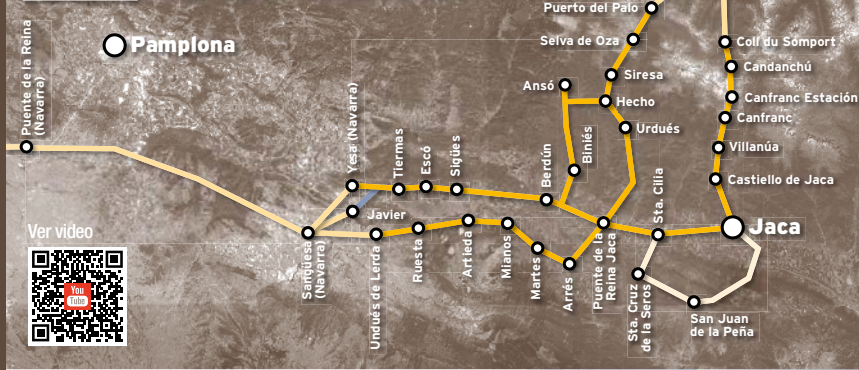 Puerto del Palo
Selva de Oza
Coll du Somport
Candanchú
Siresa
Ansó
Hecho
Canfranc Estación
Canfranc
Urdués
Villanúa
Castiello de Jaca
Jaca
Pamplona
Puente de la Reina
(Navarra)
Yesa (Navarra)
Tiermas
Escó
Sigües
Berdún
Biniés
Sta. Cilia
Javier
Sangüesa
(Navarra)
Undués de Lerda
Ruesta
Artieda
Mianos
Martes
Arrés
Puente de la
Reina Jaca
Sta. Cruz
de la Seros
San Juan
de la Peña
Ver video
You
Tube